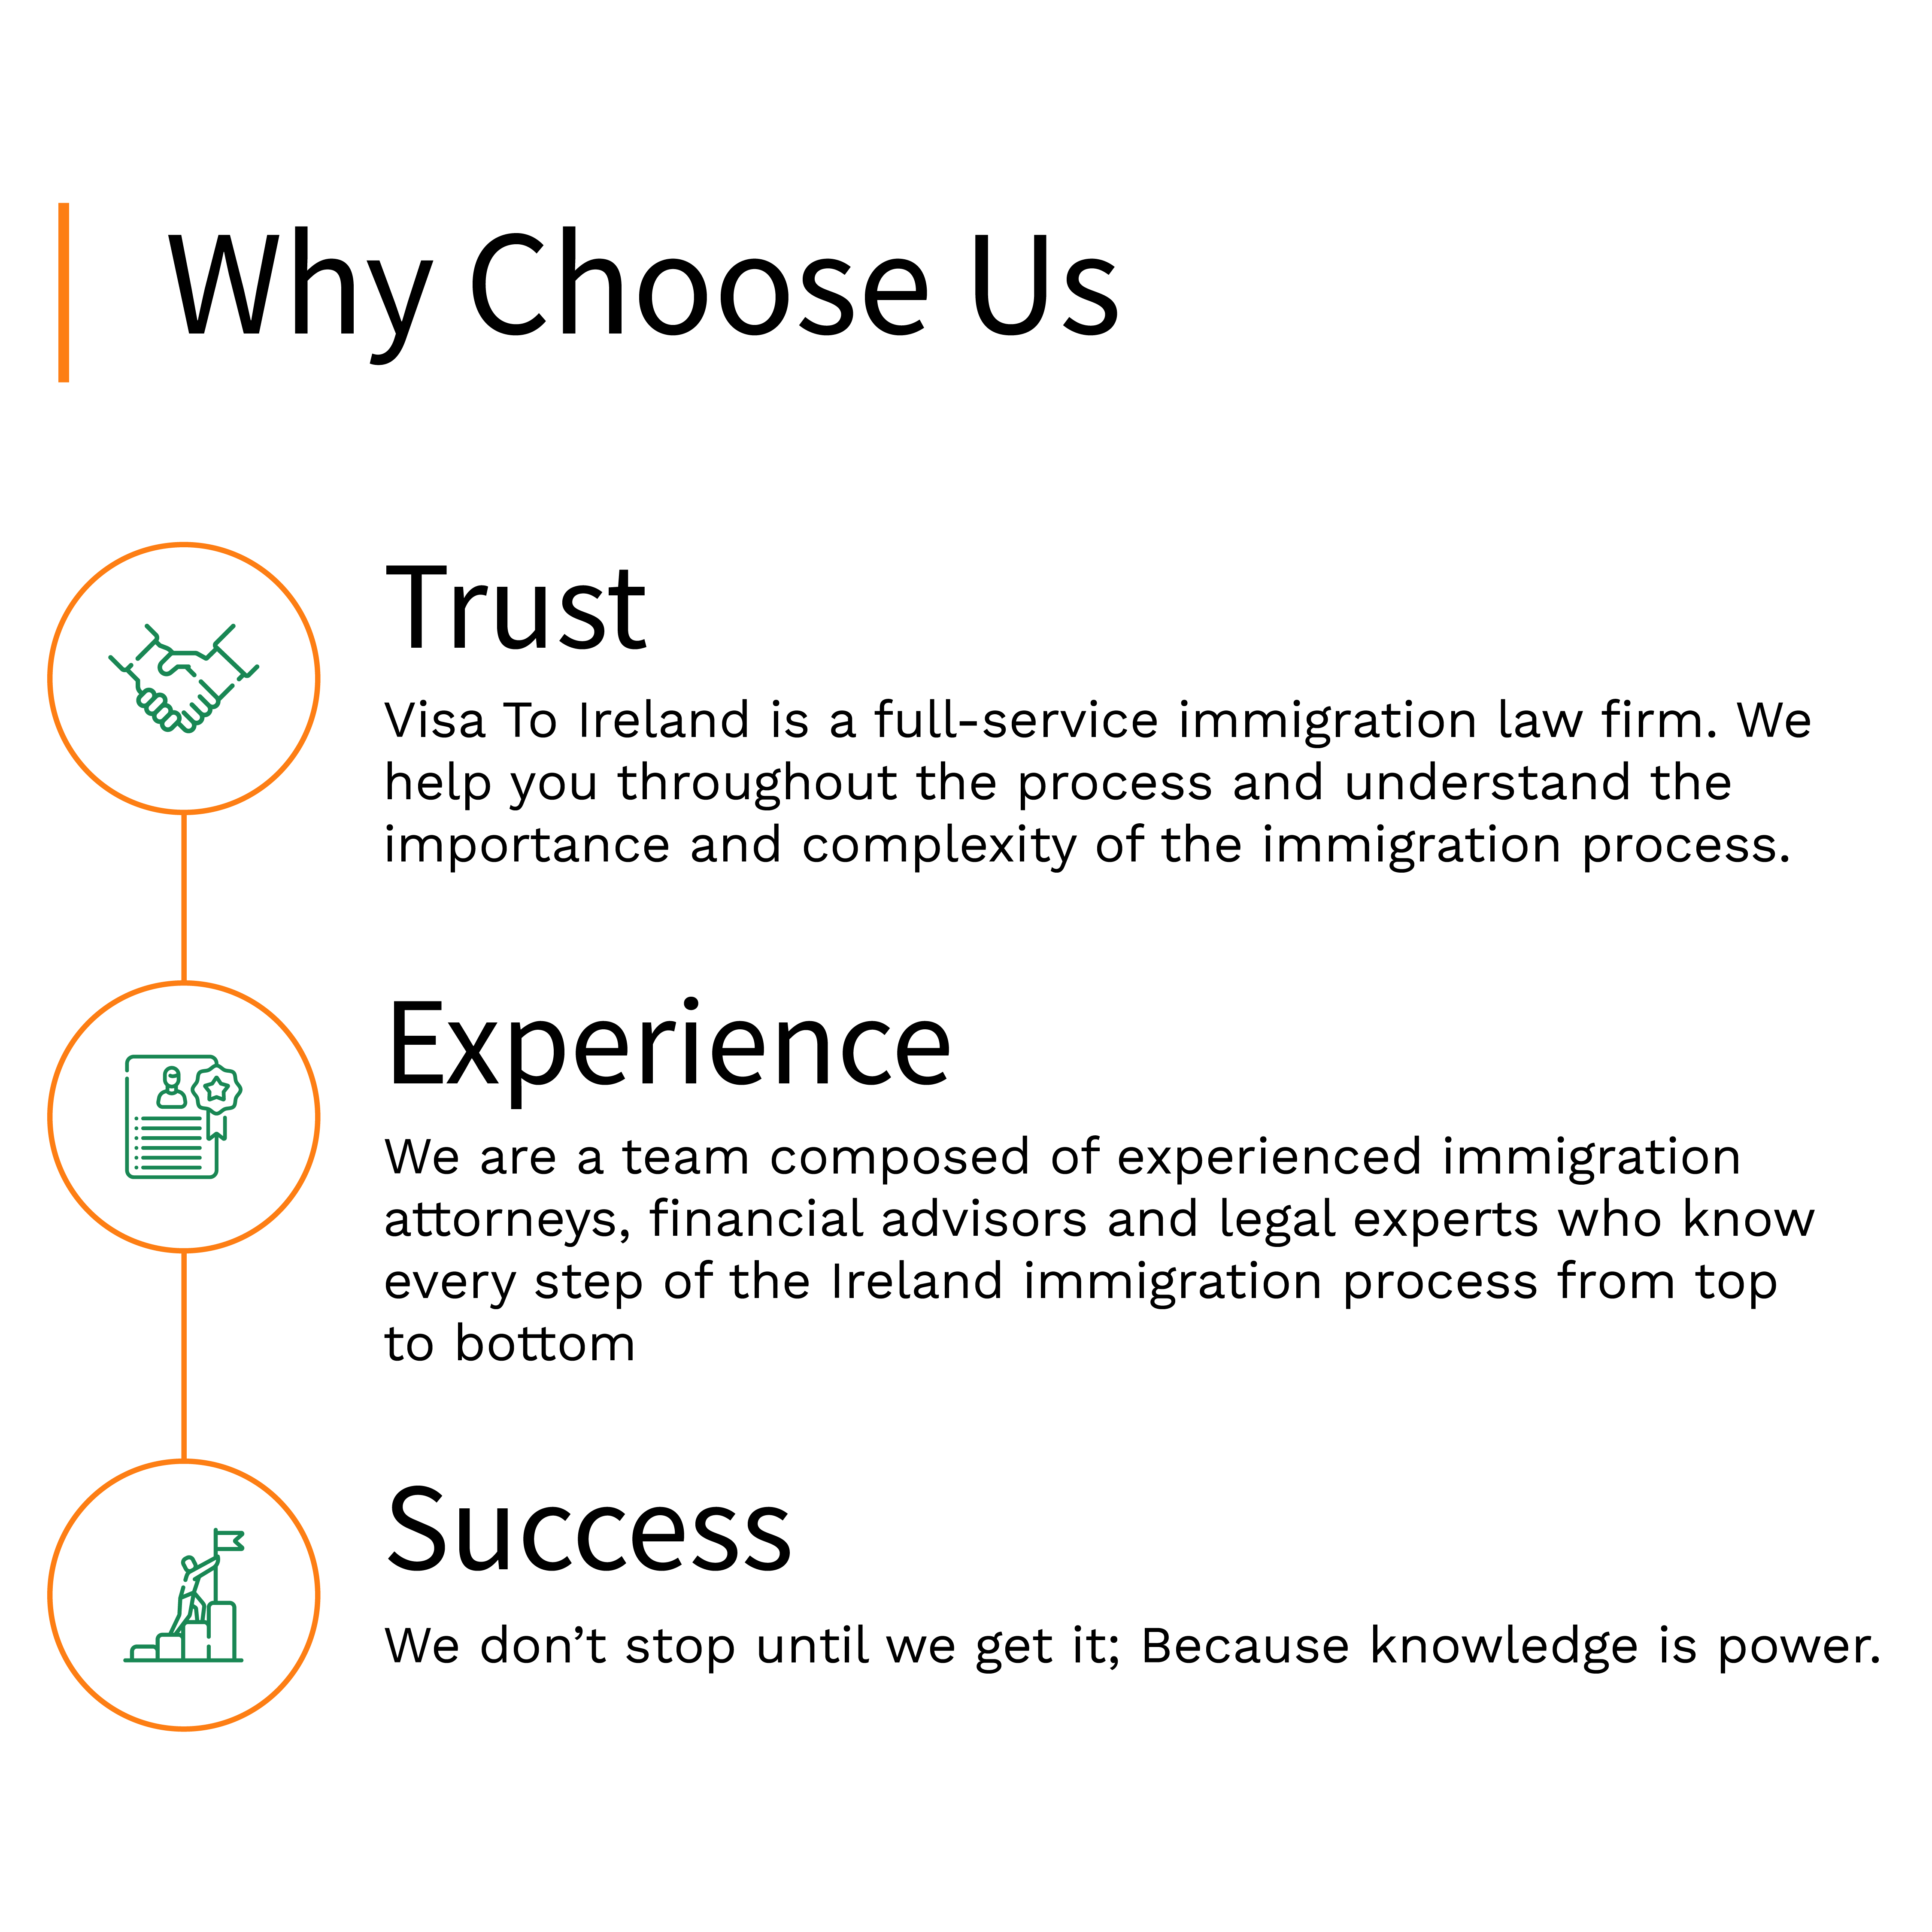 Why Choose Us
Trust
Visa To Ireland is a full-service immigration law firm. We
help you throughout the process and understand the
importance and complexity of the immigration process.
Experience
We are a team composed of experienced immigration
attorneys, financial advisors and legal experts who know
every step of the Ireland immigration process from top
to bottom
Success
We don’t stop until we get it; Because knowledge is power.